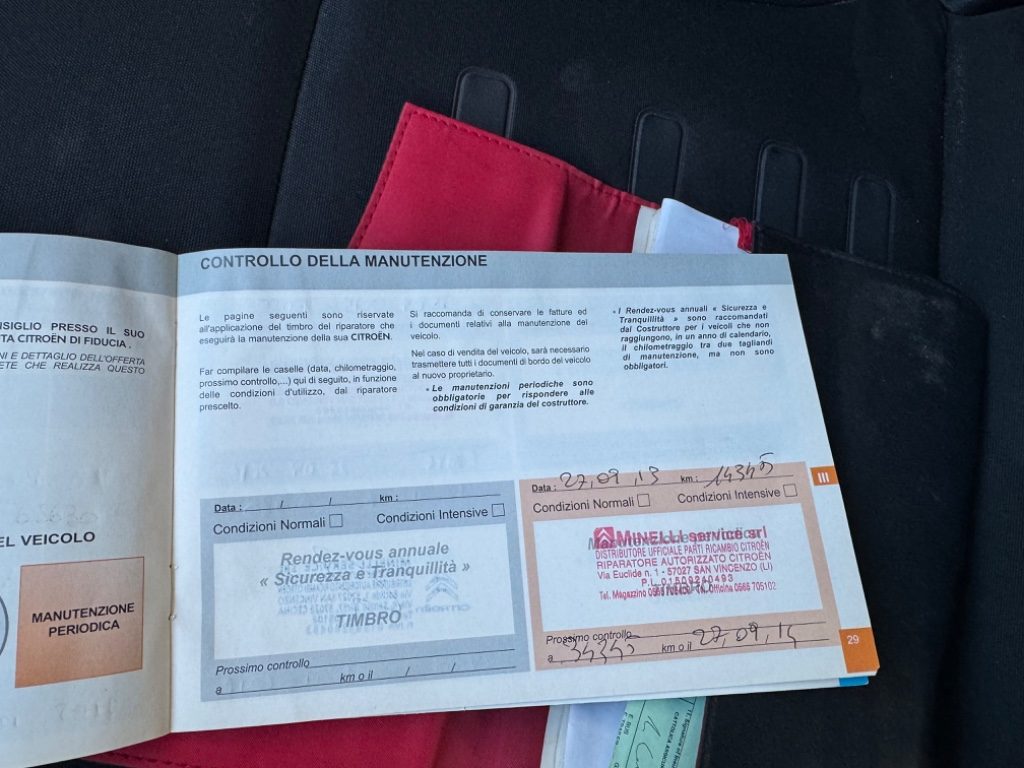 NSIGLIO PRESSO IL SUO
TA CITROËN DI FIDUCIA .
NI E DETTAGLIO DELL'OFFERTA
ETE CHE REALIZZA QUESTO
EL VEICOLO
MANUTENZIONE
PERIODICA
CONTROLLO DELLA MANUTENZIONE
Le pagine seguenti sono riservate
all'applicazione del timbro del riparatore che
eseguirà la manutenzione della sua CITROËN.
Far compilare le caselle (data, chilometraggio,
prossimo controllo,...) qui di seguito, in funzione
delle condizioni d'utilizzo, dal riparatore
prescelto.
Si raccomanda di conservare le fatture ed
i documenti relativi alla manutenzione del
veicolo.
Nel caso di vendita del veicolo, sarà necessario
trasmettere tutti i documenti di bordo del veicolo
al nuovo proprietario.
• Le manutenzioni periodiche sono
obbligatorie per rispondere alle
condizioni di garanzia del costruttore.
• I Rendez-vous annuali « Sicurezza e
Tranquillità » sono raccomandati
dal Costruttore per i veicoli che non
raggiungono, in un anno di calendario,
il chilometraggio tra due tagliandi
di manutenzione, ma non sono
obbligatori.
Data : / / km :
Condizioni Normali Condizioni Intensive
Rendez-vous annuale
« Sicurezza e Tranquillità »
TIMBRO
Prossimo controllo
a km o il / /
Data : 27,09,13 km : 14345
Condizioni Normali Condizioni Intensive
MINELLI service srl
DISTRIBUTORE UFFICIALE PARTI RICAMBIO CITROËN
RIPARATORE AUTORIZZATO CITROËN
Via Euclide n. 1 - 57027 SAN VINCENZO (LI)
TIMBRO
Prossimo controllo
a 34345 km o il 27,09,14
III
29